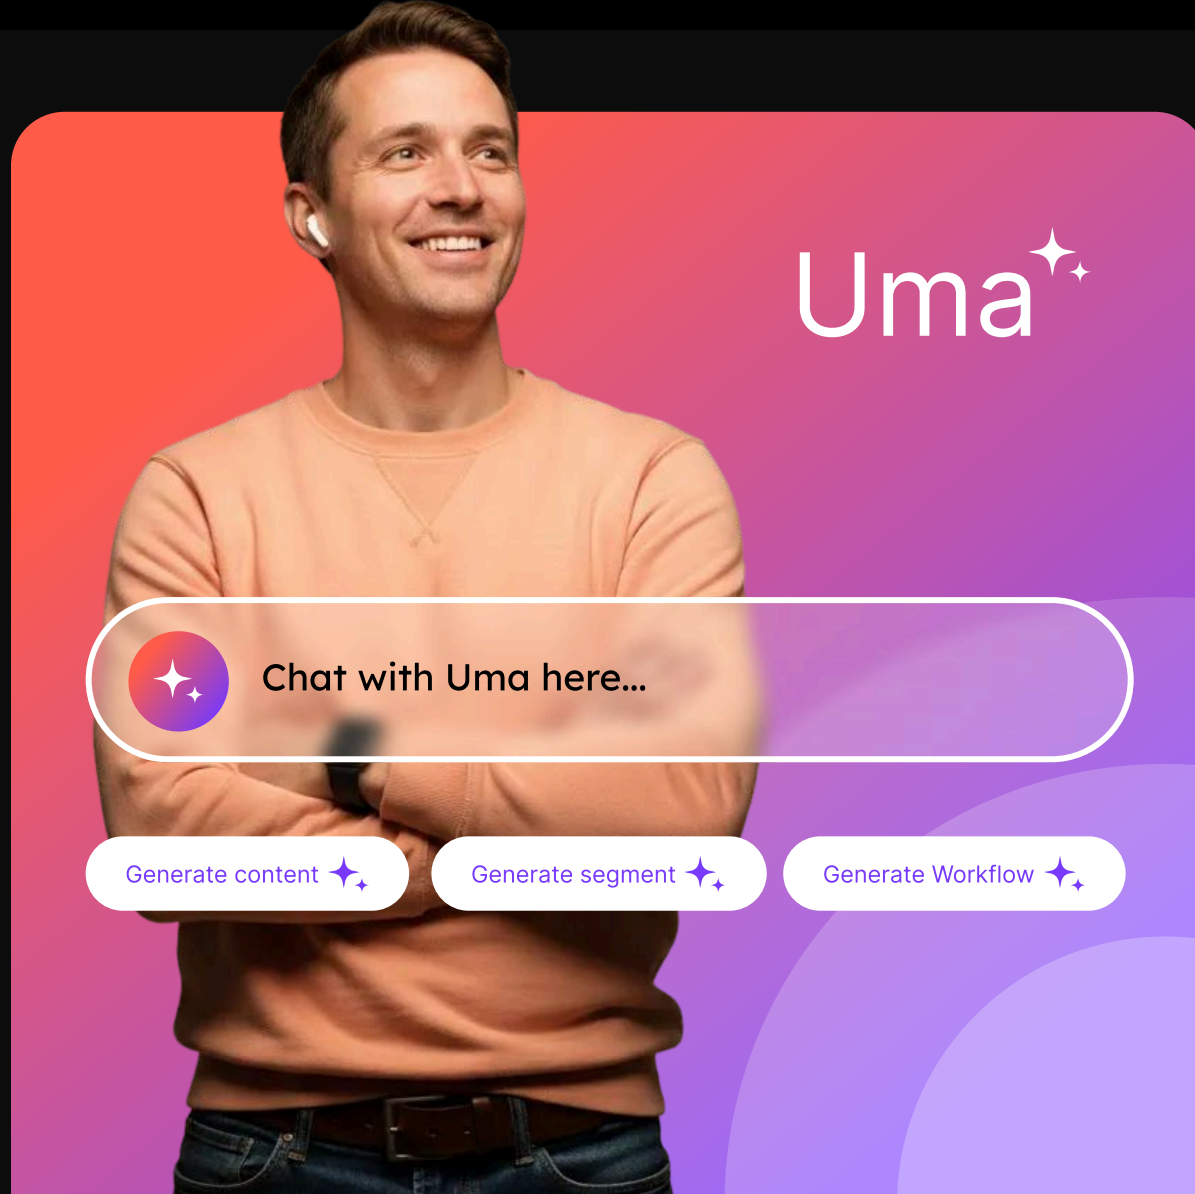 Uma
Chat with Uma here...
Generate content
Generate segment
Generate Workflow